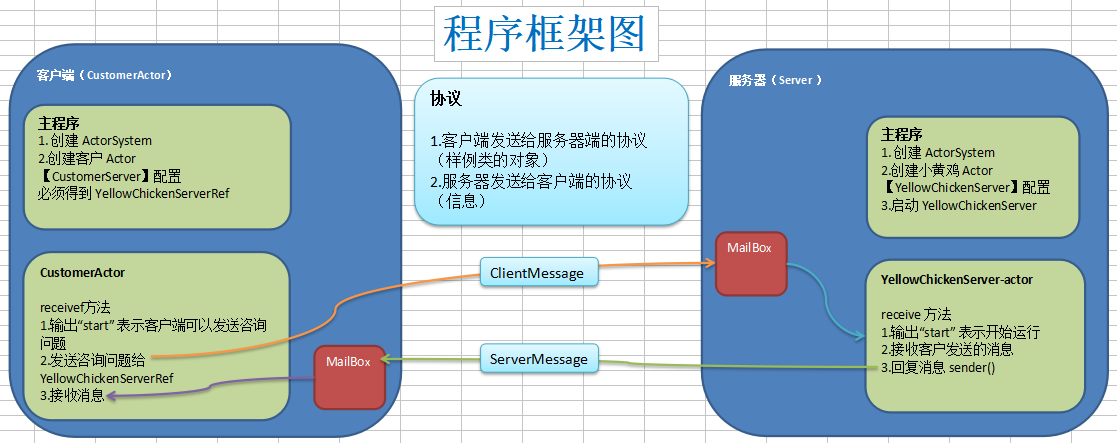 程序框架图
客户端（CustomerActor）
主程序
1. 创建 ActorSystem
2.创建客户 Actor
【CustomerServer】配置
必须得到 YellowChickenServerRef
CustomerActor
receivef方法
1.输出“start” 表示客户端可以发送咨询
问题
2.发送咨询问题给
YellowChickenServerRef
3.接收消息
MailBox
协议
1.客户端发送给服务器端的协议
（样例类的对象）
2.服务器发送给客户端的协议
（信息）
ClientMessage
ServerMessage
服务器（Server ）
主程序
1. 创建 ActorSystem
2.创建小黄鸡 Actor
【YellowChickenServer】配置
3.启动 YellowChickenServer
MailBox
YellowChickenServer-actor
receive 方法
1.输出“start” 表示开始运行
2.接收客户发送的消息
3.回复消息 sender()